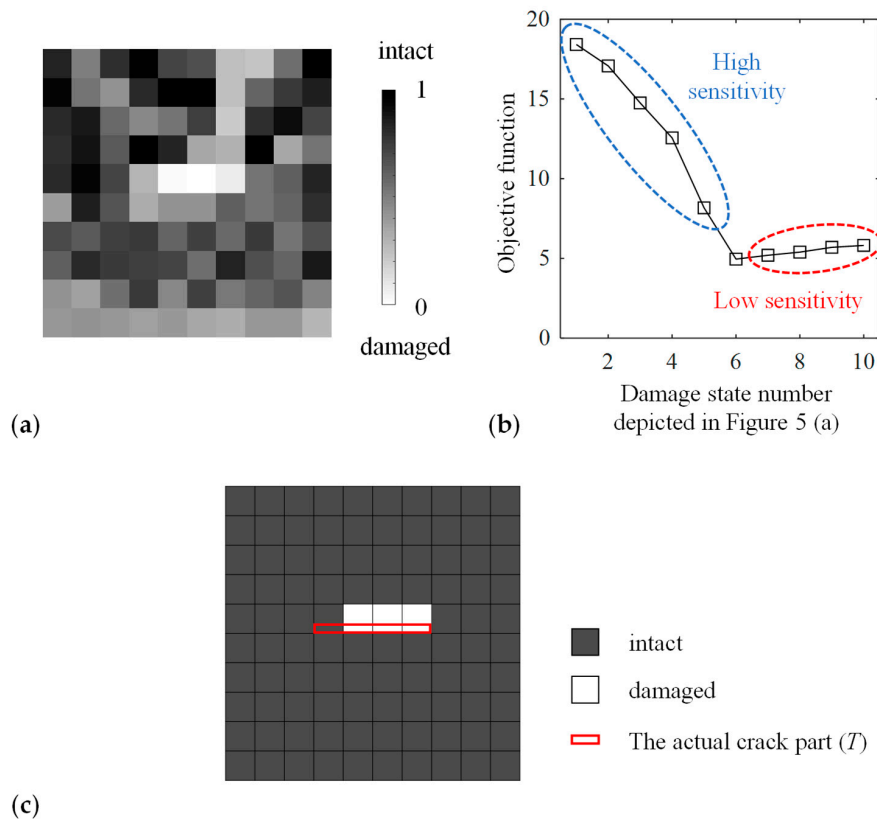 intact
1
0
damaged
(a)
20
15
10
5
0
Objective function
High
sensitivity
Low sensitivity
2 4 6 8 10
Damage state number
depicted in Figure 5 (a)
(b)
intact
damaged
The actual crack part (T)
(c)